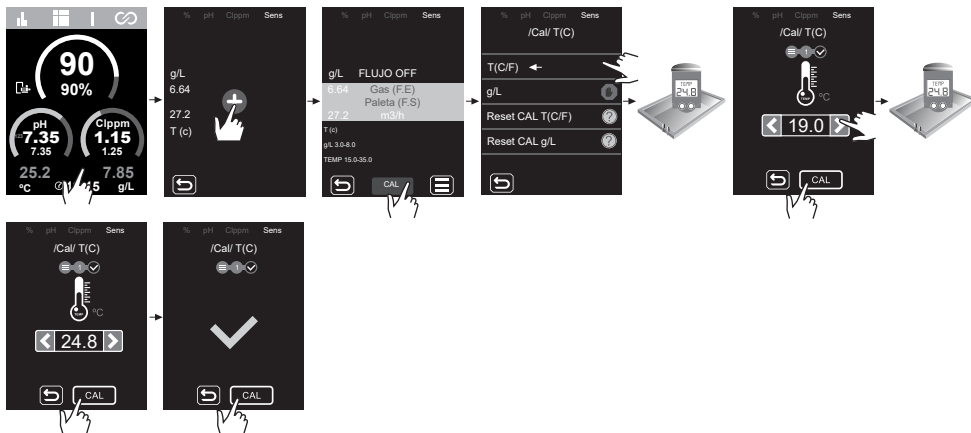 90
90%
pH
7.35
7.35
Clppm
1.15
1.25
25.2
7.85
ºC
g/L
% pH Clppm Sens
g/L
6.64
27.2
T (c)
% pH Clppm Sens
g/L FLUJO OFF
6.64 Gas (F.E)
Paleta (F.S)
27.2 m3/h
T (c)
g/L 3.0-8.0
TEMP 15.0-35.0
CAL
% pH Clppm Sens
/Cal/ T(C)
T(C/F)
g/L
Reset CAL T(C/F) ?
Reset CAL g/L ?
TEMP
24.8
% pH Clppm Sens
/Cal/ T(C)
1
TEMP
ºC
19.0
CAL
TEMP
24.8
% pH Clppm Sens
/Cal/ T(C)
1
TEMP
ºC
24.8
CAL
% pH Clppm Sens
/Cal/ T(C)
1
CAL